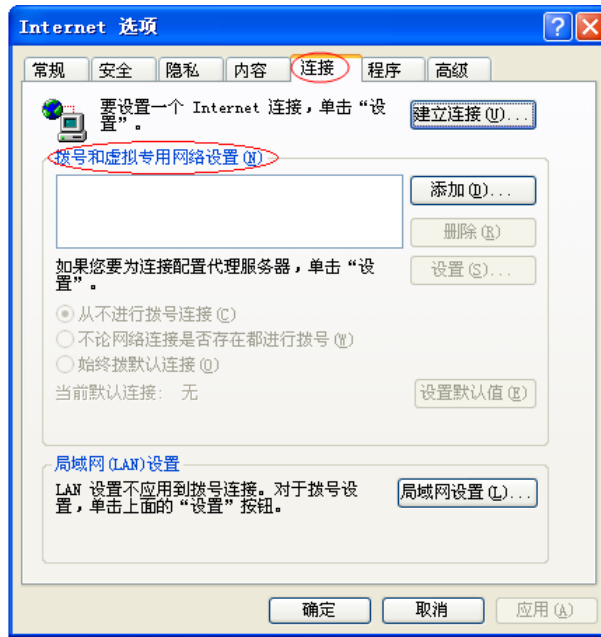 Internet 选项
常规 安全 隐私 内容 连接 程序 高级
要设置一个 Internet 连接，单击“设
置”。
建立连接(U)...
拨号和虚拟专用网络设置(N)
添加(D)...
删除(R)
如果您要为连接配置代理服务器，单击“设
置”。
设置(S)...
从不进行拨号连接(C)
不论网络连接是否存在都进行拨号(W)
始终拨默认连接(O)
当前默认连接： 无
设置默认值(E)
局域网(LAN)设置
LAN 设置不应用到拨号连接。对于拨号设
置，单击上面的“设置”按钮。
局域网设置(L)...
确定 取消 应用(A)